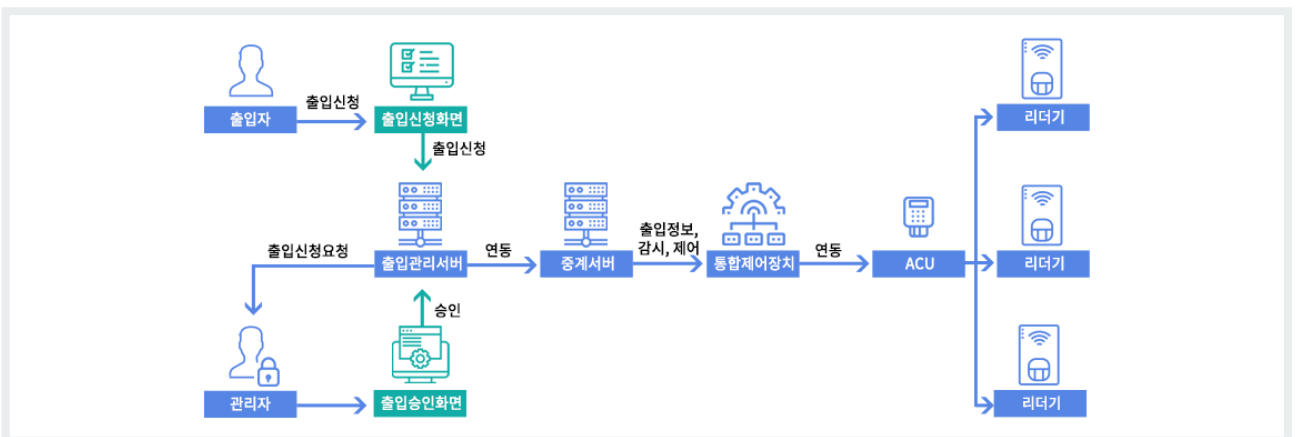 출입신청
출입자
출입신청화면
리더기
출입신청
출입정보,
감시, 제어
출입신청요청
출입관리서버
연동
중계서버
통합제어장치
연동
ACU
리더기
승인
관리자
출입승인화면
리더기